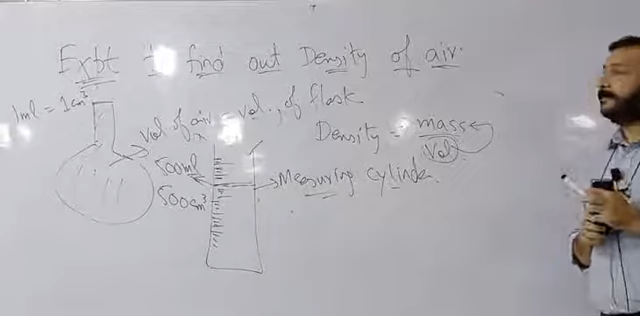 Expt to find out Density of air.
1ml = 1cm³
vol. of air = vol., of flask
Density = mass
Vol
500ml
500cm³
Measuring cylinder